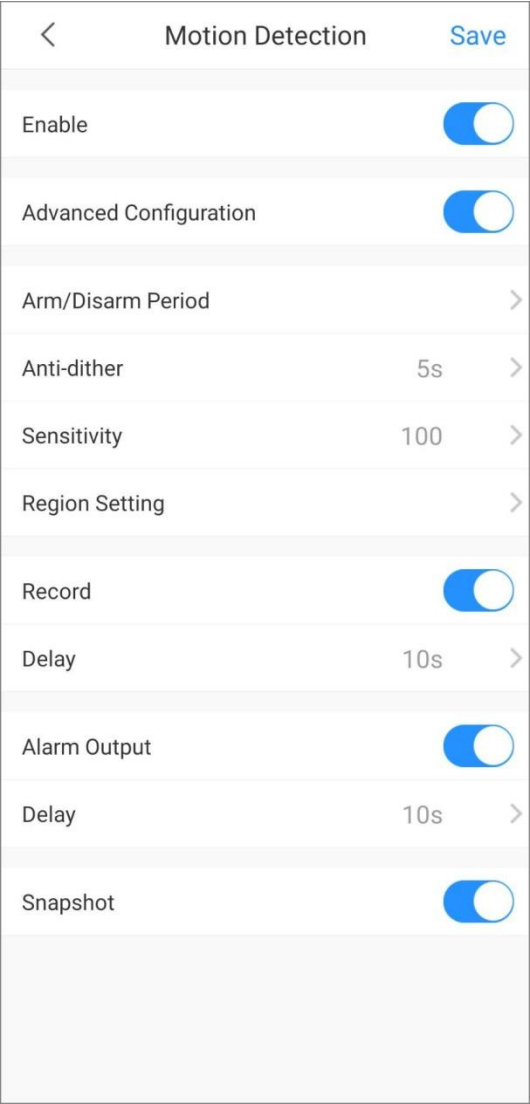 Motion Detection Save
Enable
Advanced Configuration
Arm/Disarm Period
Anti-dither 5s
Sensitivity 100
Region Setting
Record
Delay 10s
Alarm Output
Delay 10s
Snapshot